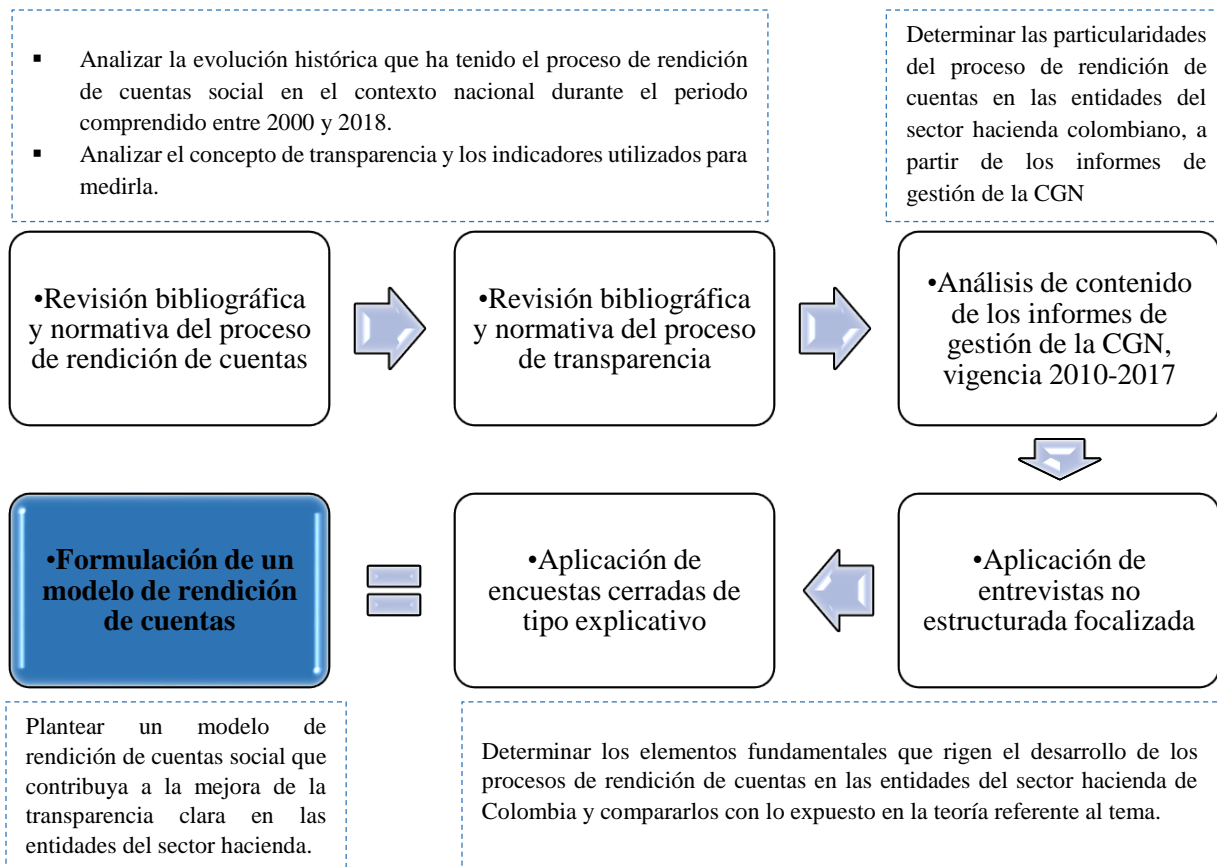 ▪ Analizar la evolución histórica que ha tenido el proceso de rendición
de cuentas social en el contexto nacional durante el periodo
comprendido entre 2000 y 2018.
▪ Analizar el concepto de transparencia y los indicadores utilizados para
medirla.
Determinar las particularidades
del proceso de rendición de
cuentas en las entidades del
sector hacienda colombiano, a
partir de los informes de
gestión de la CGN
•Revisión bibliográfica
y normativa del proceso
de rendición de cuentas
•Revisión bibliográfica
y normativa del proceso
de transparencia
•Análisis de contenido
de los informes de
gestión de la CGN,
vigencia 2010-2017
•Formulación de un
modelo de rendición
de cuentas
•Aplicación de
encuestas cerradas de
tipo explicativo
•Aplicación de
entrevistas no
estructurada focalizada
Plantear un modelo de
rendición de cuentas social que
contribuya a la mejora de la
transparencia clara en las
entidades del sector hacienda.
Determinar los elementos fundamentales que rigen el desarrollo de los
procesos de rendición de cuentas en las entidades del sector hacienda de
Colombia y compararlos con lo expuesto en la teoría referente al tema.